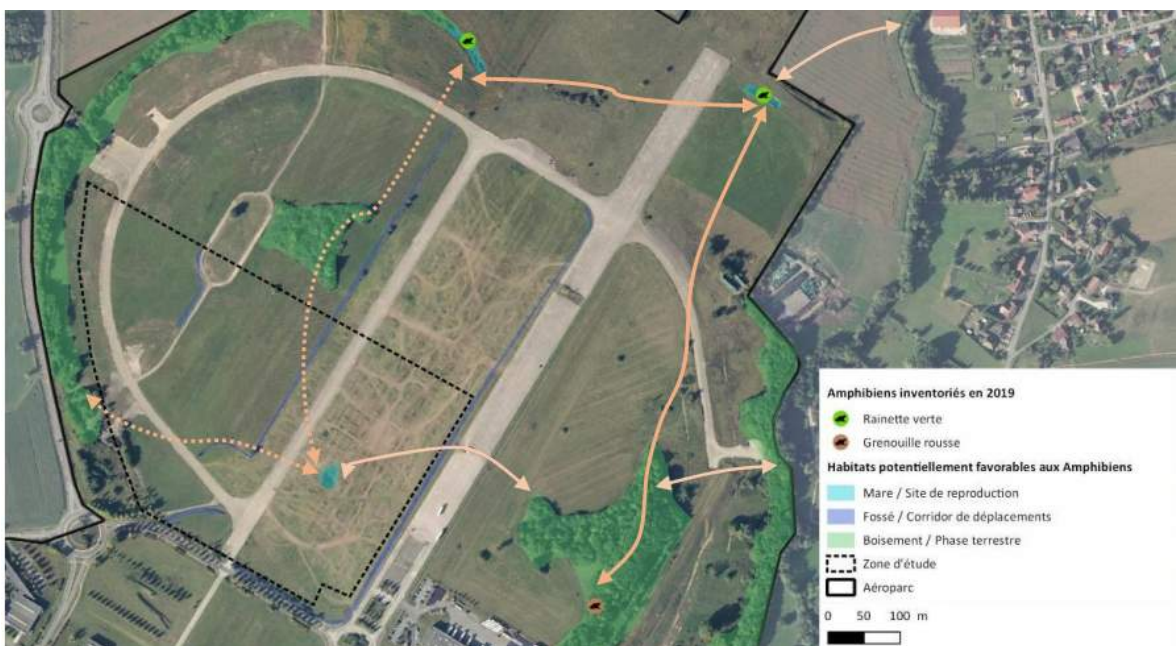 Amphibiens inventoriés en 2019
Rainette verte
Grenouille rousse
Habitats potentiellement favorables aux Amphibiens
Mare / Site de reproduction
Fossé / Corridor de déplacements
Boisement / Phase terrestre
Zone d'étude
Aéroparc
0 50 100 m